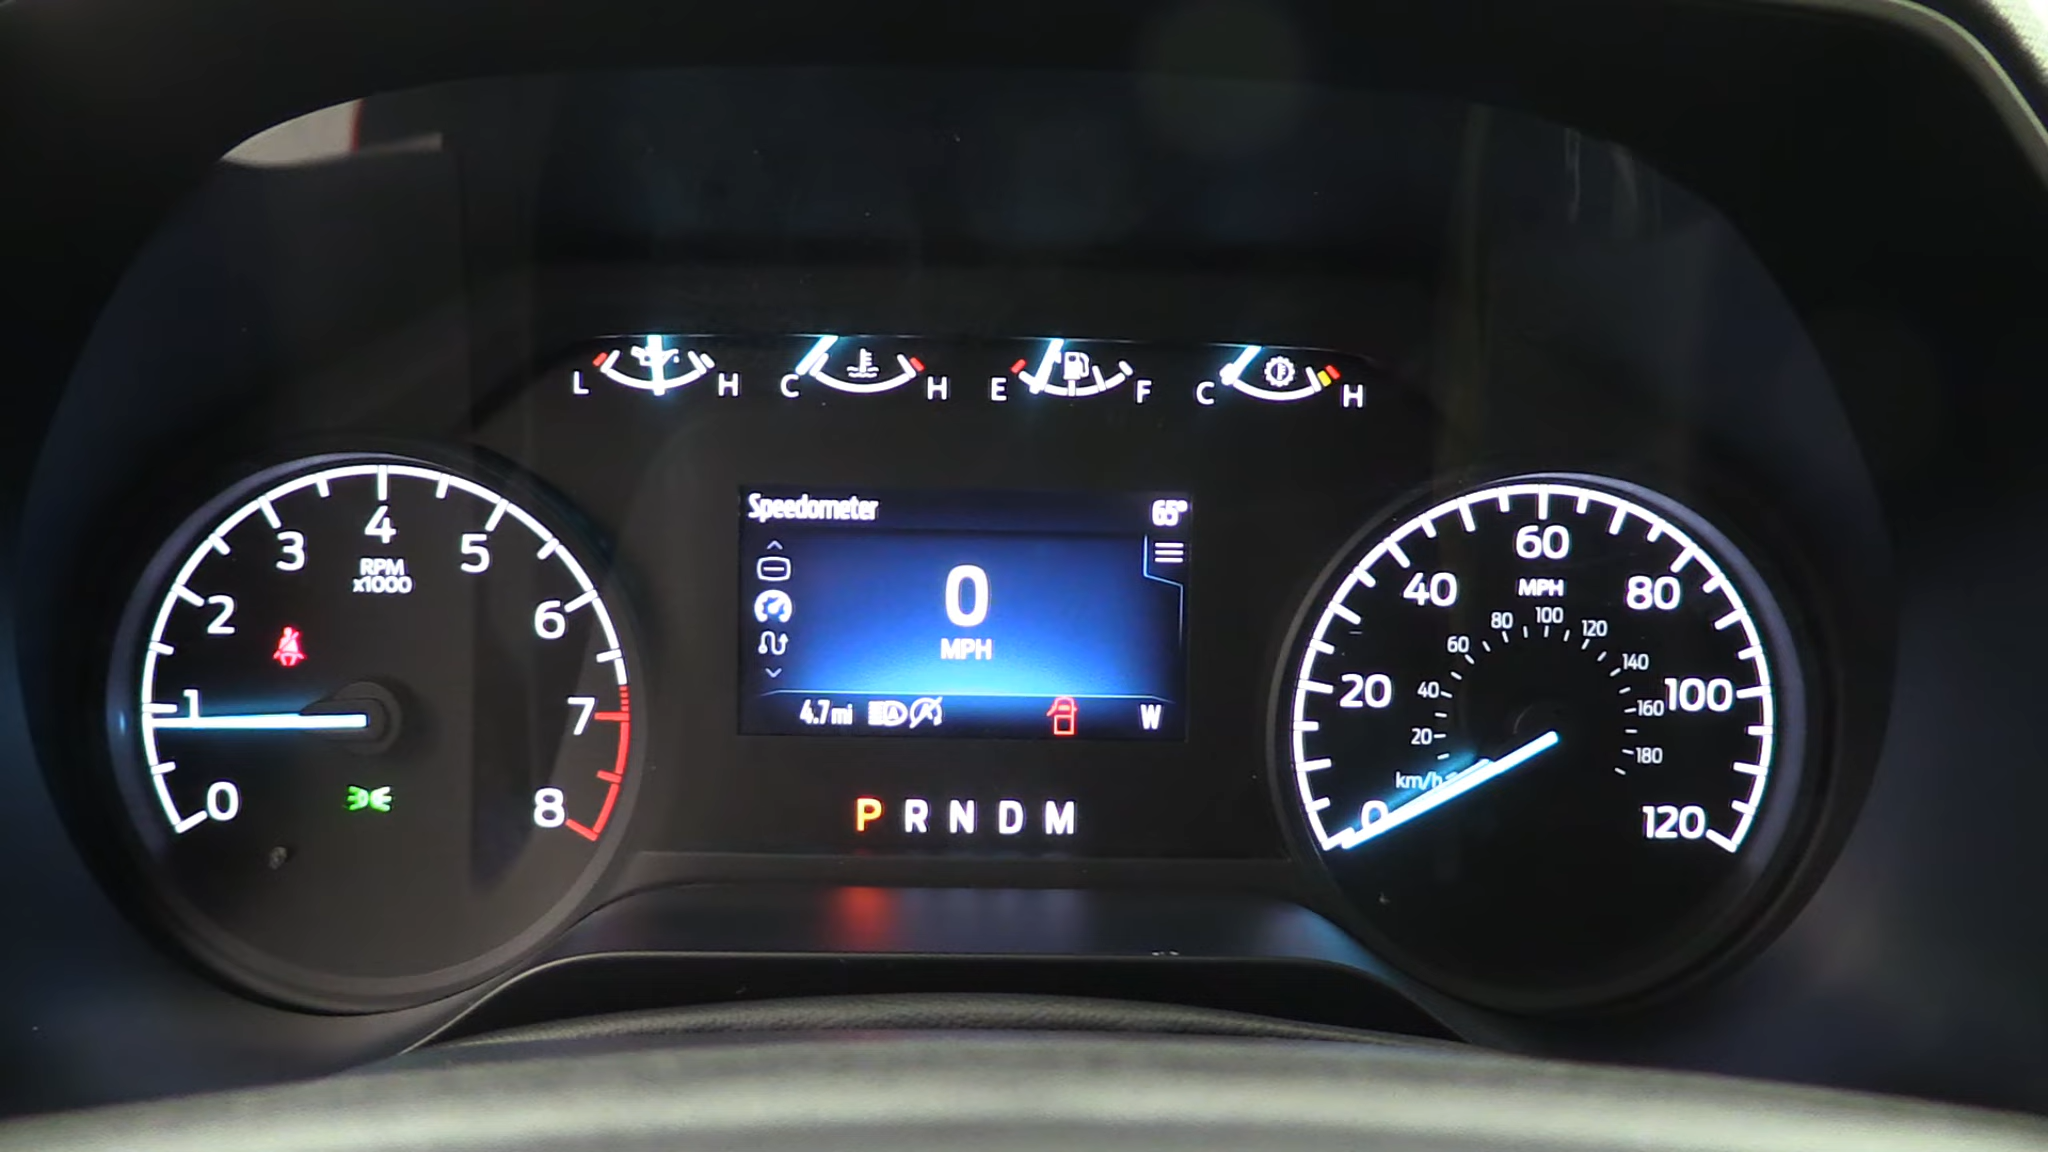 L H C H E F C H
Speedometer 65°
0
MPH
4.7 mi W
P R N D M
0 1 2 3 4 5 6 7 8
RPM
x1000
0 20 40 60 80 100 120
MPH
20 40 60 80 100 120 140 160 180
km/h